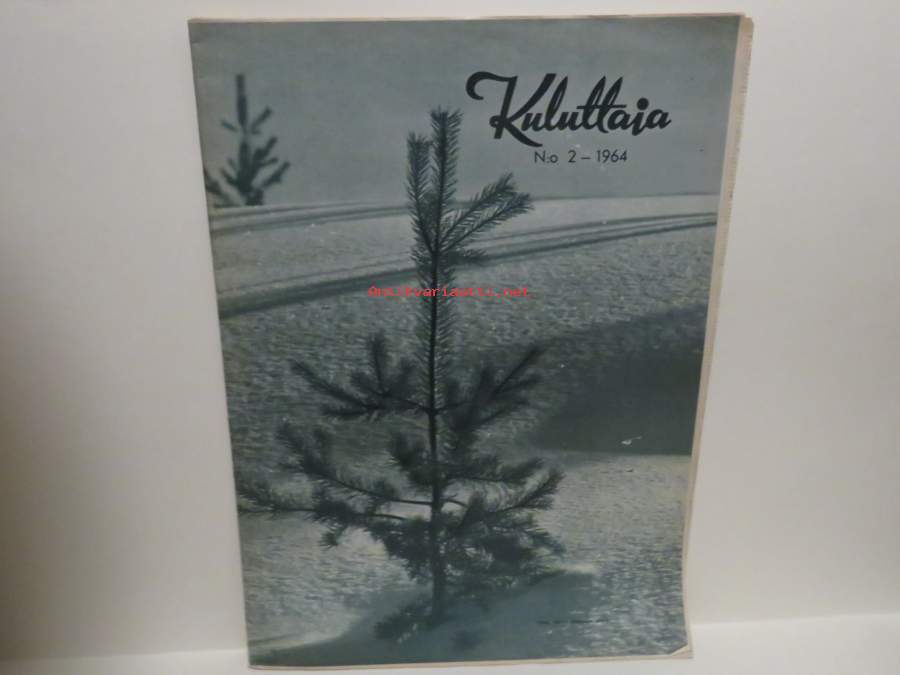 Kuluttaja
N:o 2 – 1964
Antikvariaatti.net